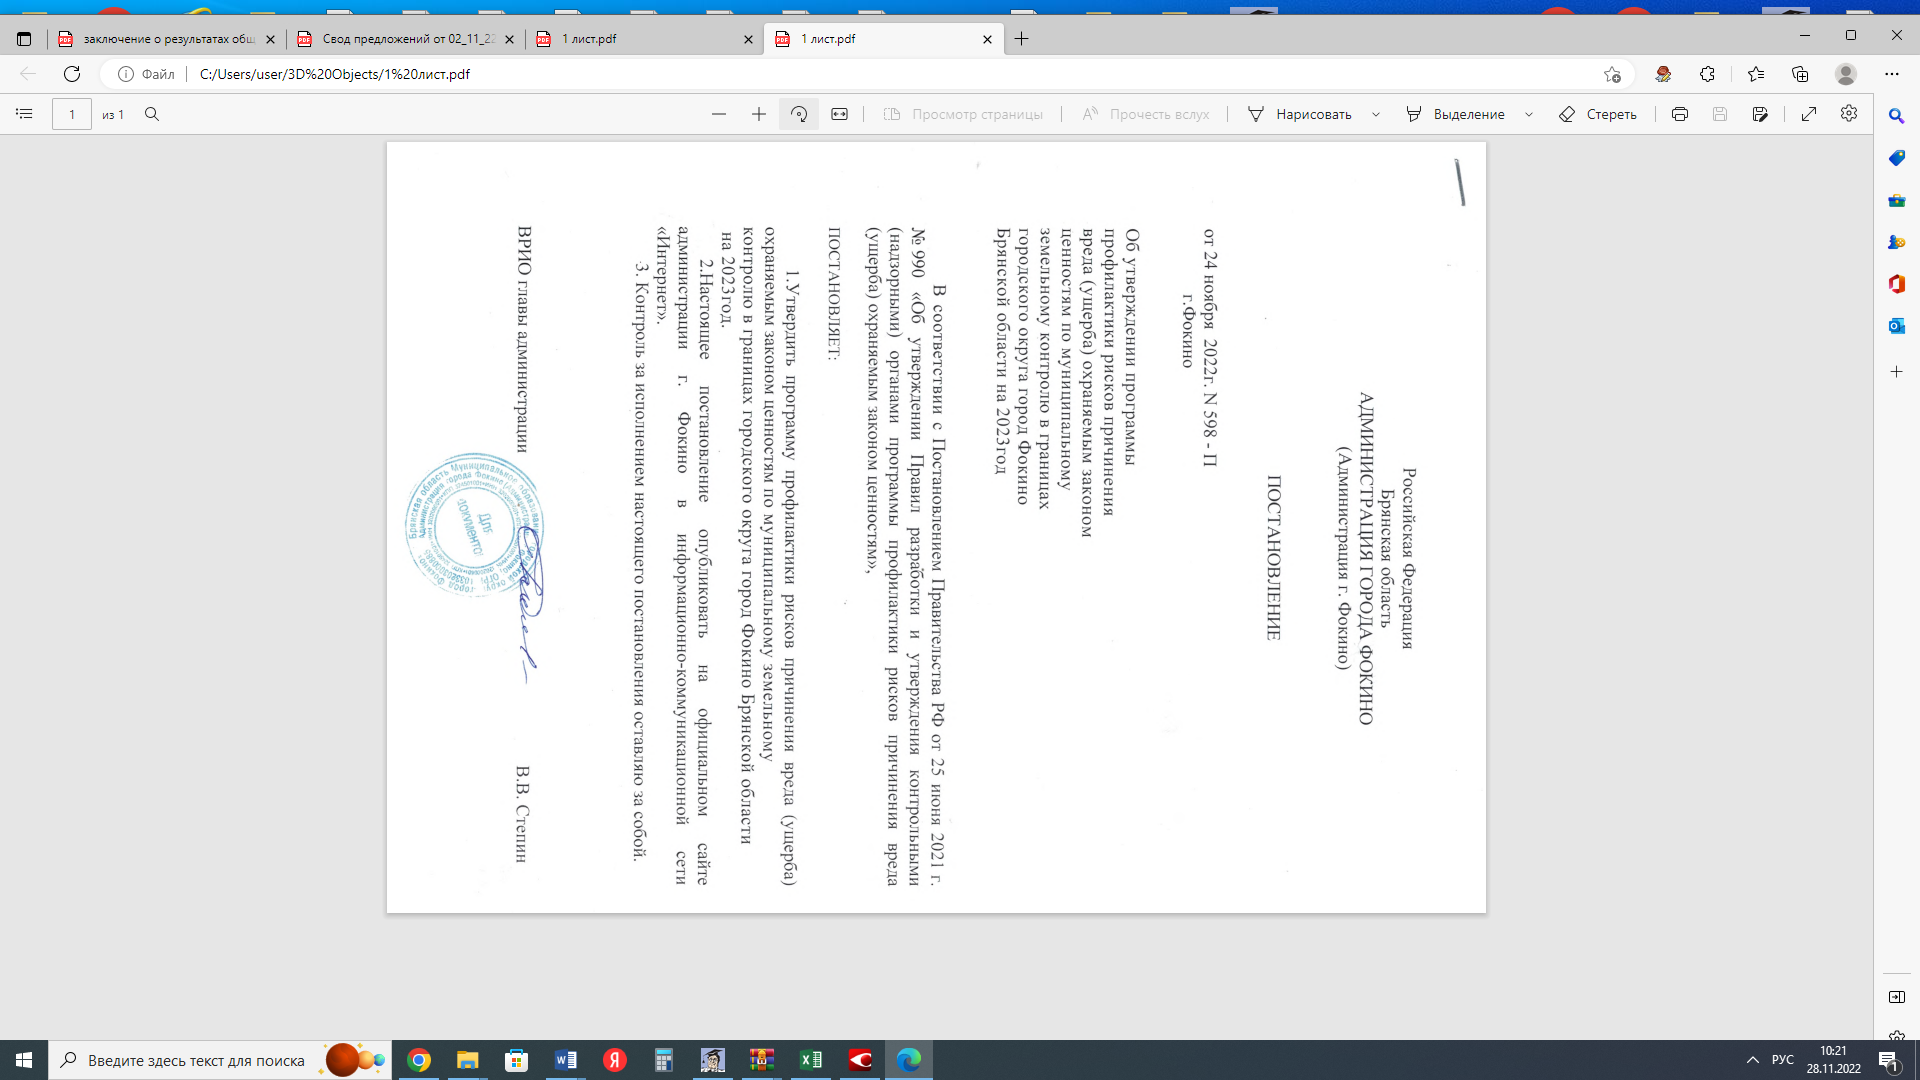 заключение о результатах общ
Свод предложений от 02_11_22
1 лист.pdf
1 лист.pdf
Файл
C:/Users/user/3D%20Objects/1%20лист.pdf
1
из 1
Просмотр страницы
Прочесть вслух
Нарисовать
Выделение
Стереть
Российская Федерация
Брянская область
АДМИНИСТРАЦИЯ ГОРОДА ФОКИНО
(Администрация г. Фокино)
ПОСТАНОВЛЕНИЕ
от 24 ноября 2022г. N 598 - П
г.Фокино
Об утверждении программы
профилактики рисков причинения
вреда (ущерба) охраняемым законом
ценностям по муниципальному
земельному контролю в границах
городского округа город Фокино
Брянской области на 2023год
В соответствии с Постановлением Правительства РФ от 25 июня 2021 г.
№ 990 «Об утверждении Правил разработки и утверждения контрольными
(надзорными) органами программы профилактики рисков причинения вреда
(ущерба) охраняемым законом ценностям»,
ПОСТАНОВЛЯЕТ:
1.Утвердить программу профилактики рисков причинения вреда (ущерба)
охраняемым законом ценностям по муниципальному земельному
контролю в границах городского округа город Фокино Брянской области
на 2023год.
2.Настоящее постановление опубликовать на официальном сайте
администрации г. Фокино в информационно-коммуникационной сети
«Интернет».
3. Контроль за исполнением настоящего постановления оставляю за собой.
ВРИО главы администрации
В.В. Степин
Для
документов
Введите здесь текст для поиска
РУС
10:21
28.11.2022
1